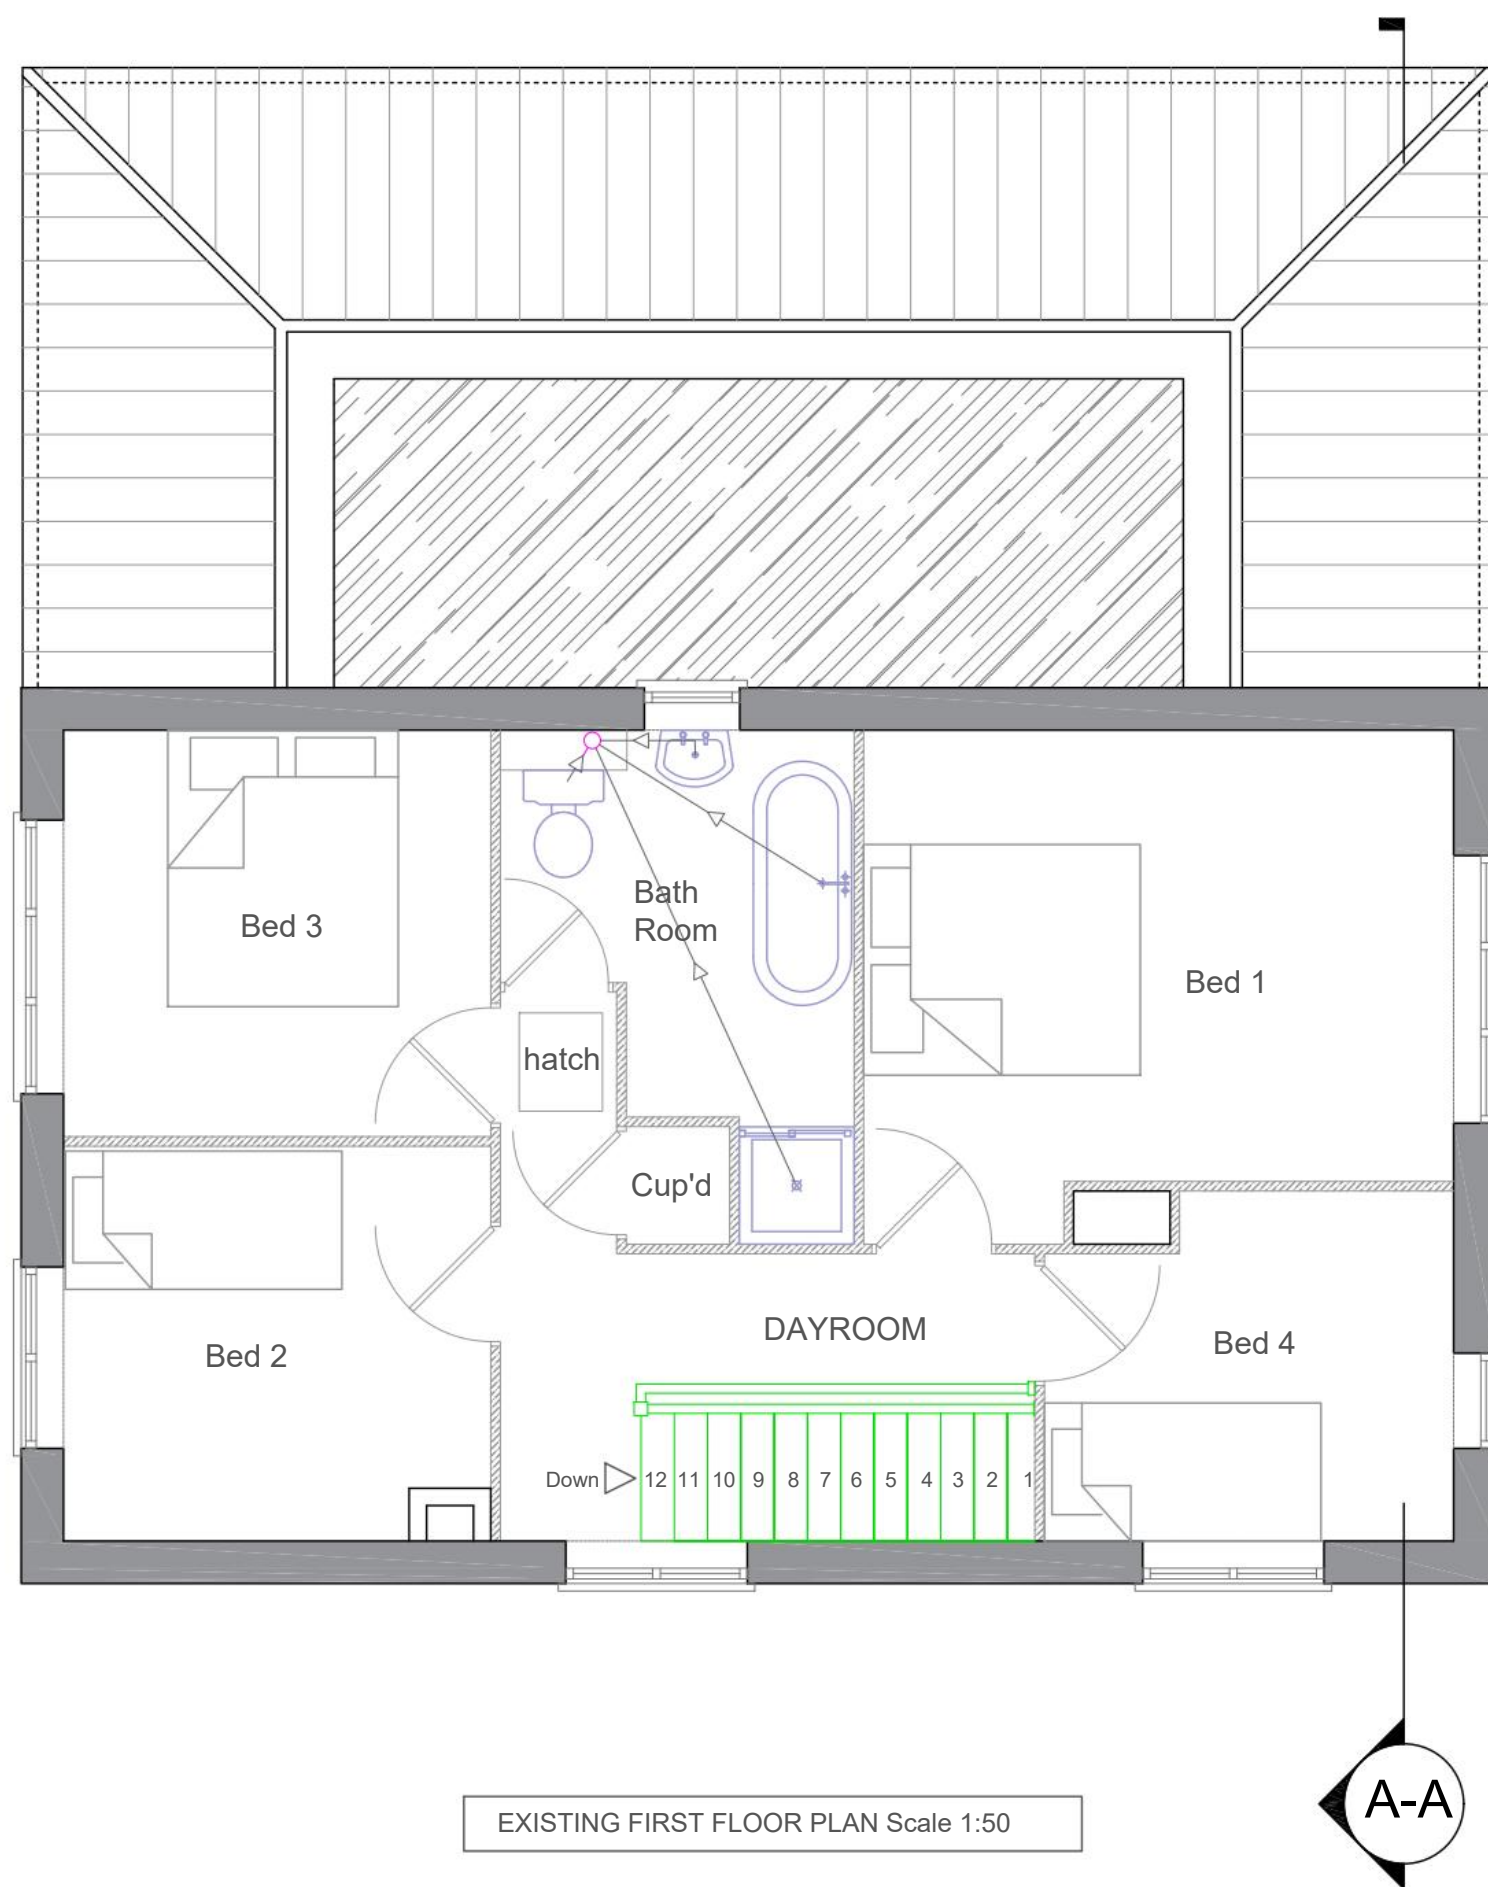 Bath
Room
Bed 3
Bed 1
hatch
Cup'd
DAYROOM
Bed 2
Bed 4
Down 12 11 10 9 8 7 6 5 4 3 2 1
A-A
EXISTING FIRST FLOOR PLAN Scale 1:50